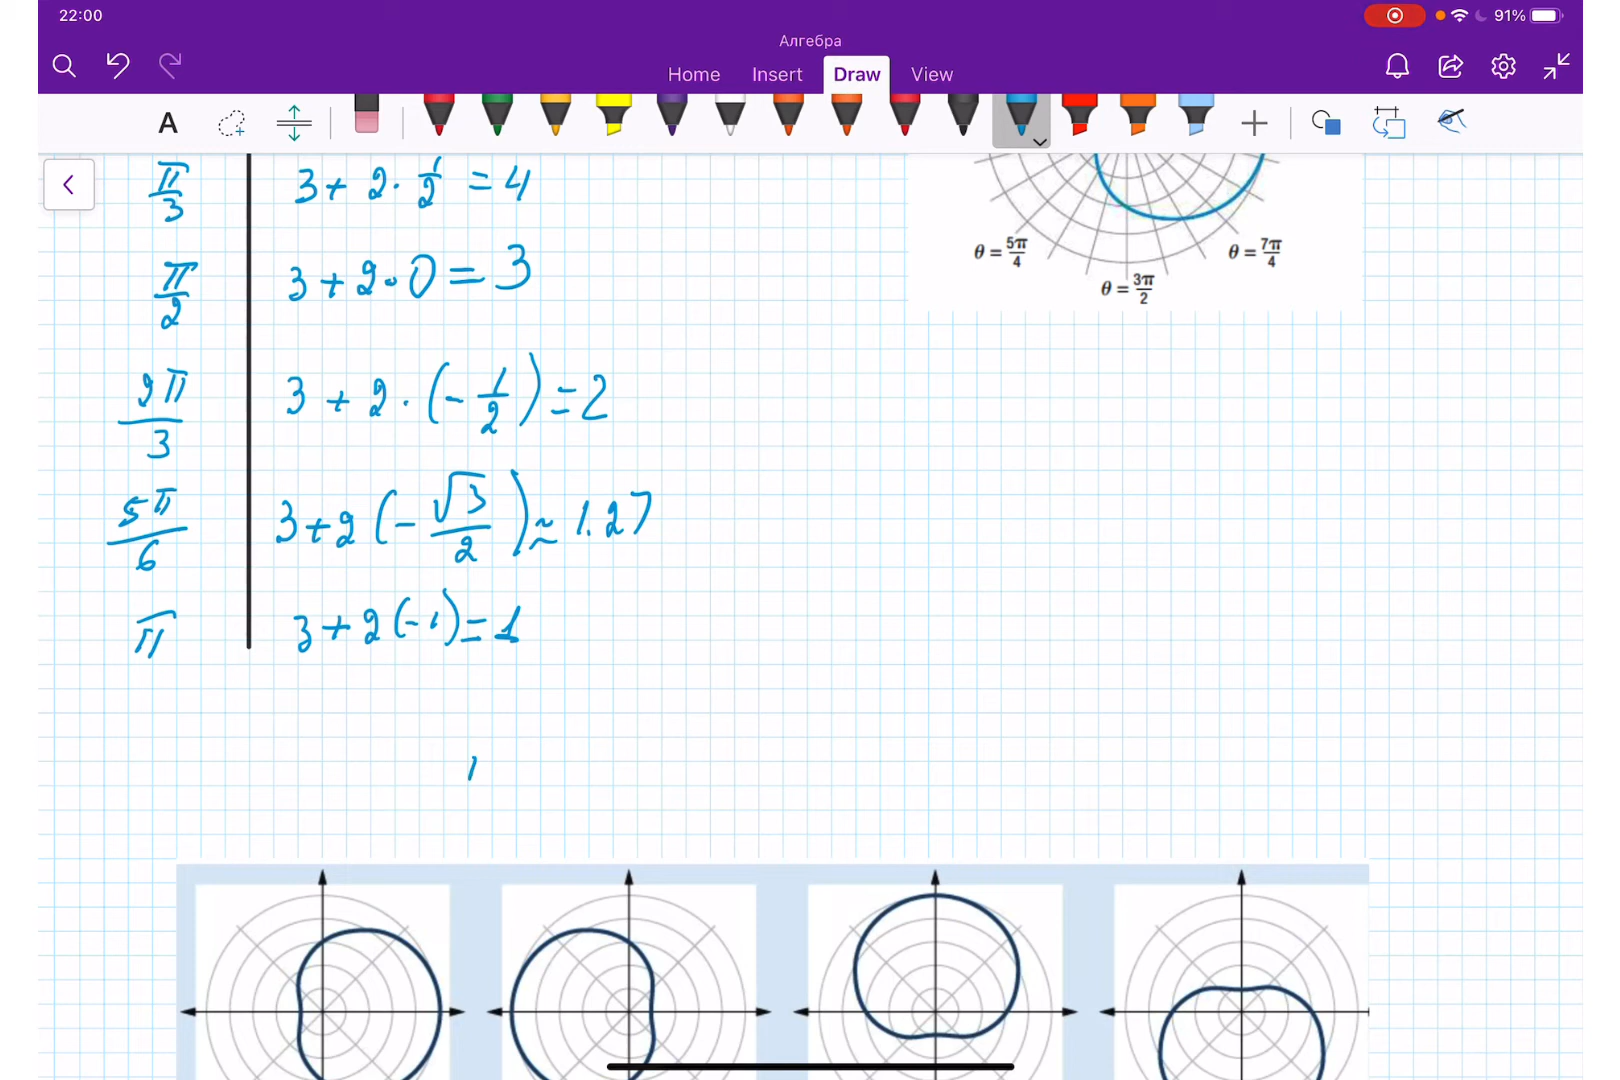 22:00
91%
Алгебра
Home Insert Draw View
A
π/3 3 + 2 · 1/2 = 4
θ = 5π/4
θ = 7π/4
θ = 3π/2
π/2 3 + 2 · 0 = 3
2π/3 3 + 2 · (- 1/2) = 2
5π/6 3 + 2 (- √3/2) ≈ 1.27
π 3 + 2 (-1) = 1